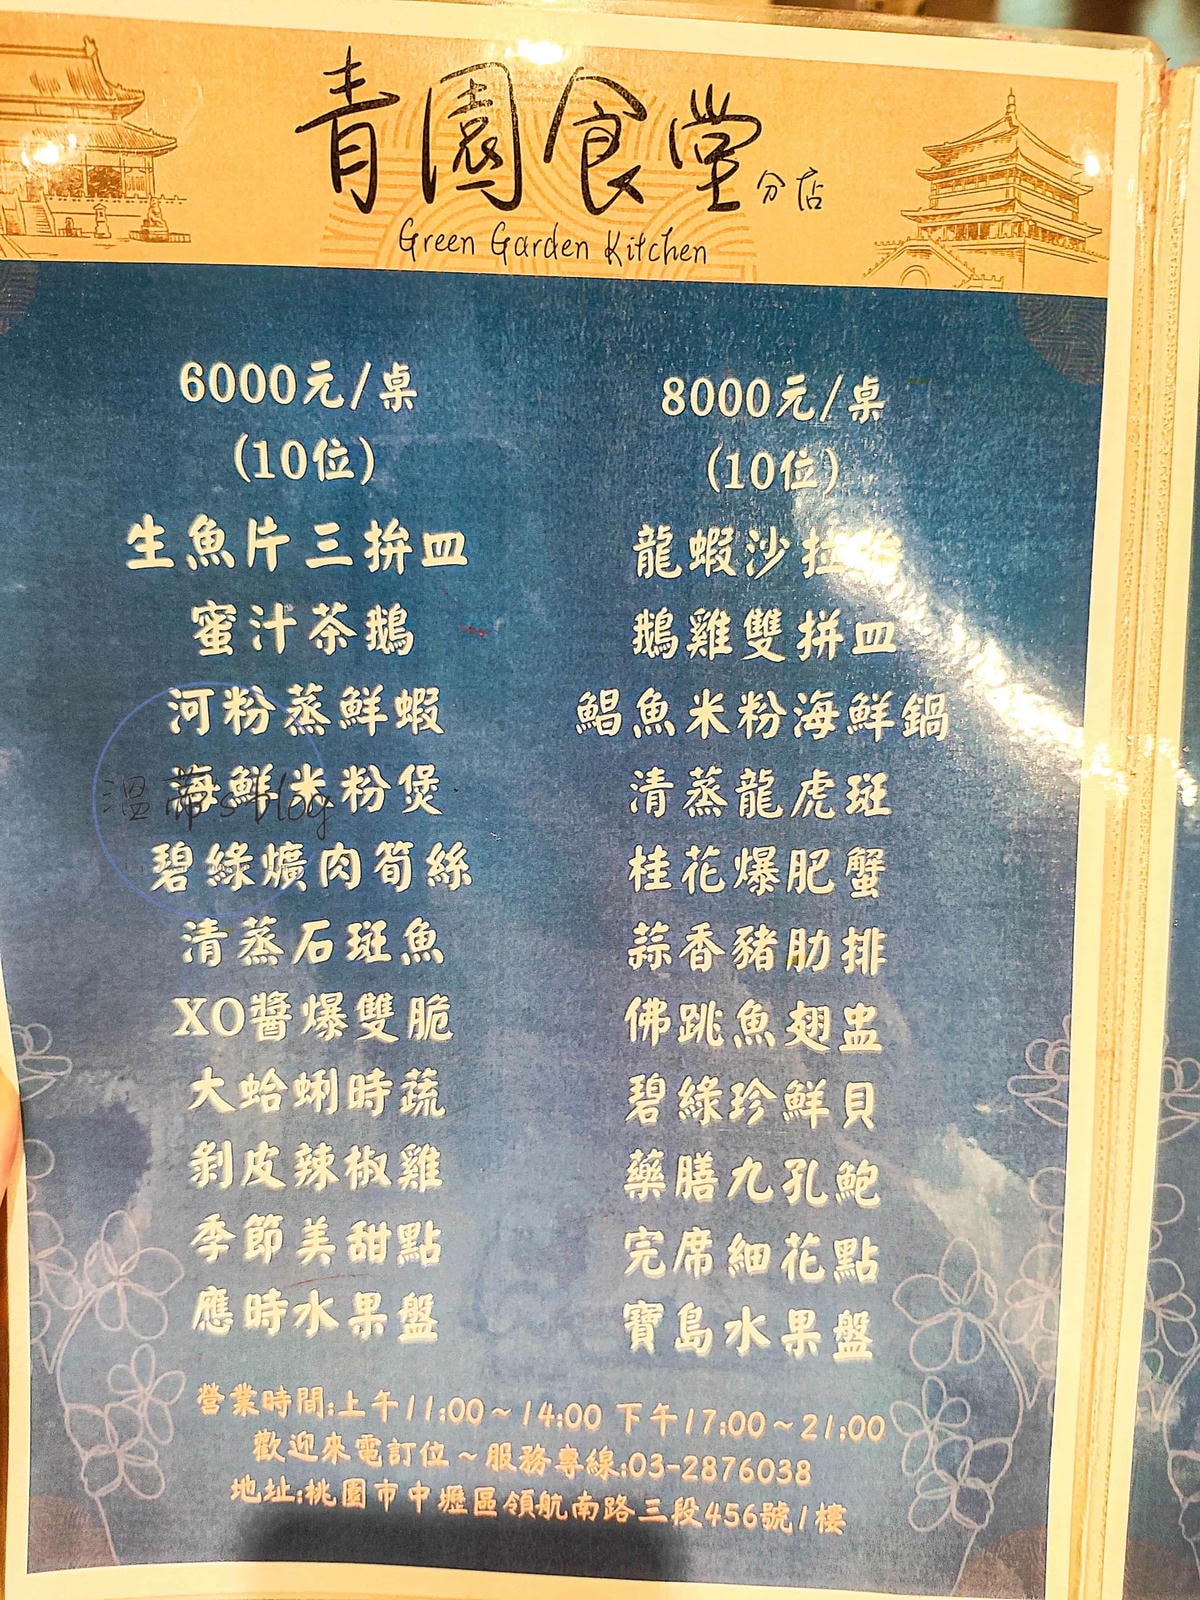 青園食堂 分店
Green Garden Kitchen
6000元/桌
(10位)
生魚片三拚皿
蜜汁茶鵝
河粉蒸鮮蝦
海鮮米粉煲
碧綠爌肉筍絲
清蒸石斑魚
XO醬爆雙脆
大蛤蜊時蔬
剝皮辣椒雞
季節美甜點
應時水果盤
8000元/桌
(10位)
龍蝦沙拉
鵝雞雙拼皿
鯧魚米粉海鮮鍋
清蒸龍虎斑
桂花爆肥蟹
蒜香豬肋排
佛跳魚翅盅
碧綠珍鮮貝
藥膳九孔鮑
完席細花點
寶島水果盤
營業時間:上午11:00~14:00 下午17:00~21:00
歡迎來電訂位~服務專線:03-2876038
地址:桃園市中壢區領航南路三段456號1樓
溫蒂's blog